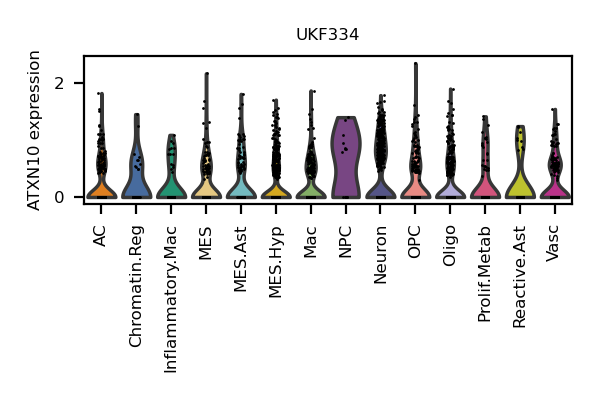 UKF334
ATXN10 expression
2
0
AC
Chromatin.Reg
Inflammatory.Mac
MES
MES.Ast
MES.Hyp
Mac
NPC
Neuron
OPC
Oligo
Prolif.Metab
Reactive.Ast
Vasc